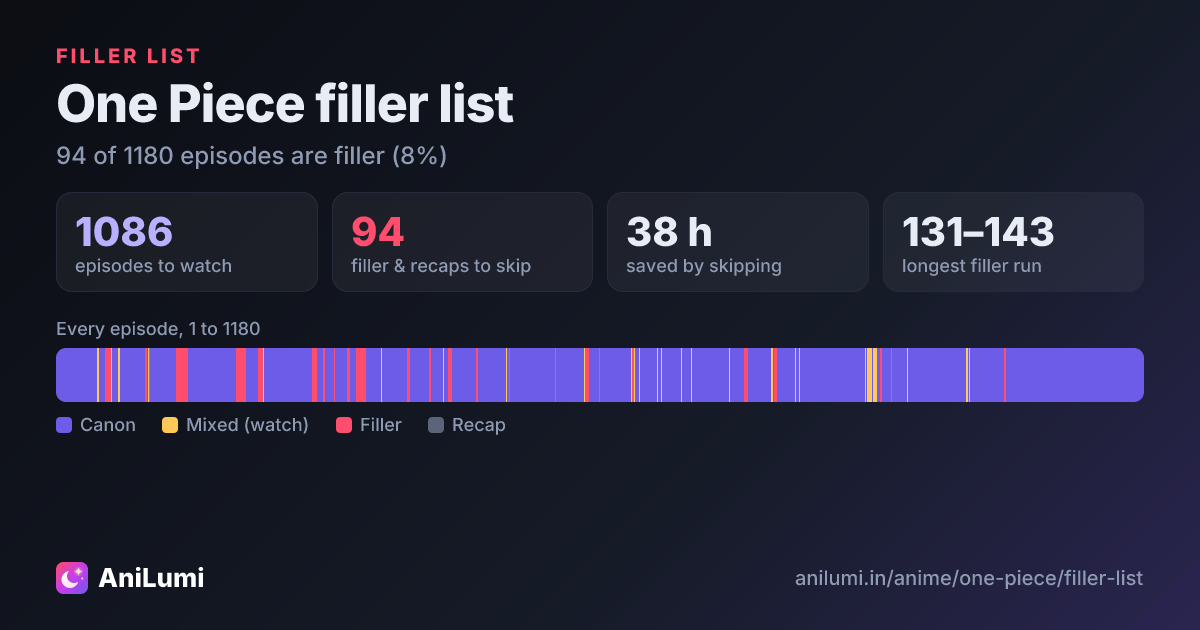 FILLER LIST
One Piece filler list
94 of 1180 episodes are filler (8%)
1086
episodes to watch
94
filler & recaps to skip
38 h
saved by skipping
131–143
longest filler run
Every episode, 1 to 1180
Canon
Mixed (watch)
Filler
Recap
AniLumi
anilumi.in/anime/one-piece/filler-list